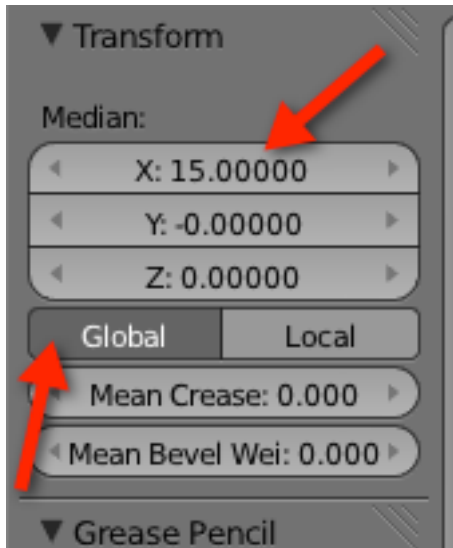 Transform
Median:
X: 15.00000
Y: -0.00000
Z: 0.00000
Global Local
Mean Crease: 0.000
Mean Bevel Wei: 0.000
Grease Pencil